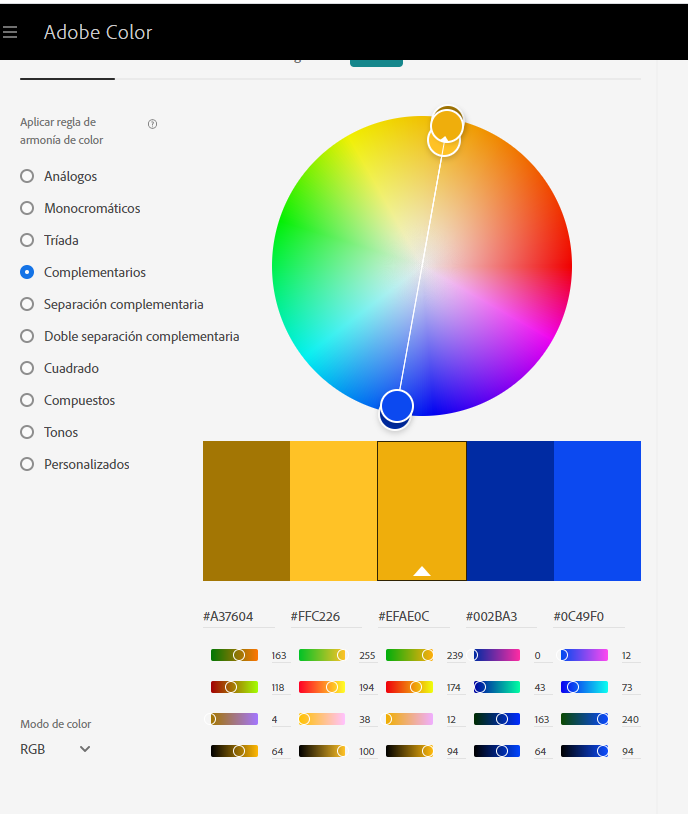 Adobe Color
Aplicar regla de
armonía de color
Análogos
Monocromáticos
Tríada
Complementarios
Separación complementaria
Doble separación complementaria
Cuadrado
Compuestos
Tonos
Personalizados
#A37604 #FFC226 #EFAE0C #002BA3 #0C49F0
163 255 239 0 12
118 194 174 43 73
4 38 12 163 240
64 100 94 64 94
Modo de color
RGB